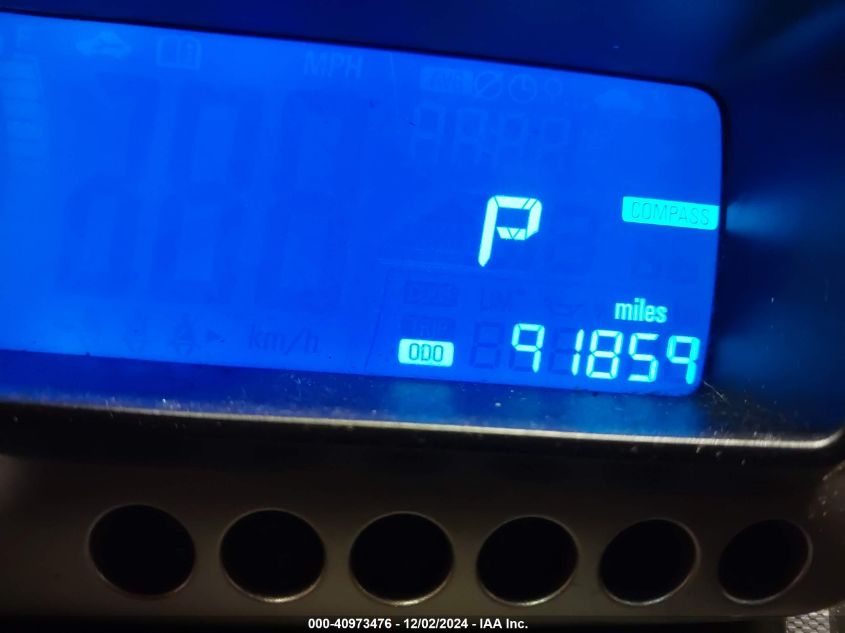 MPH
P
COMPASS
miles
ODO 91859
km/h
000-40973476 - 12/02/2024 - IAA Inc.